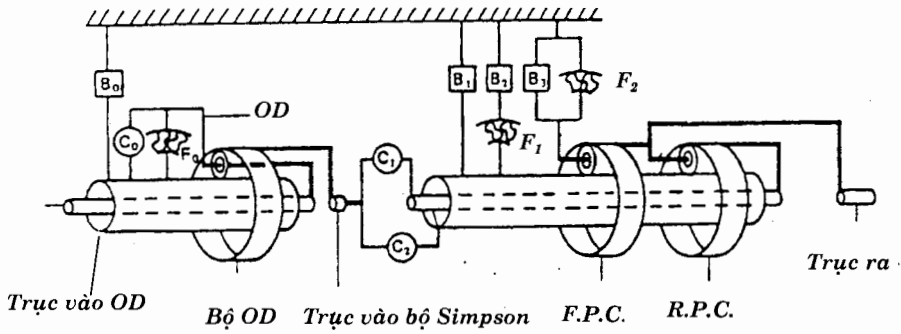 B₀
B₁
B₂
B₃
F₂
OD
C₀
F₀
F₁
C₁
C₂
Trục vào OD
Bộ OD
Trục vào bộ Simpson
F.P.C.
R.P.C.
Trục ra